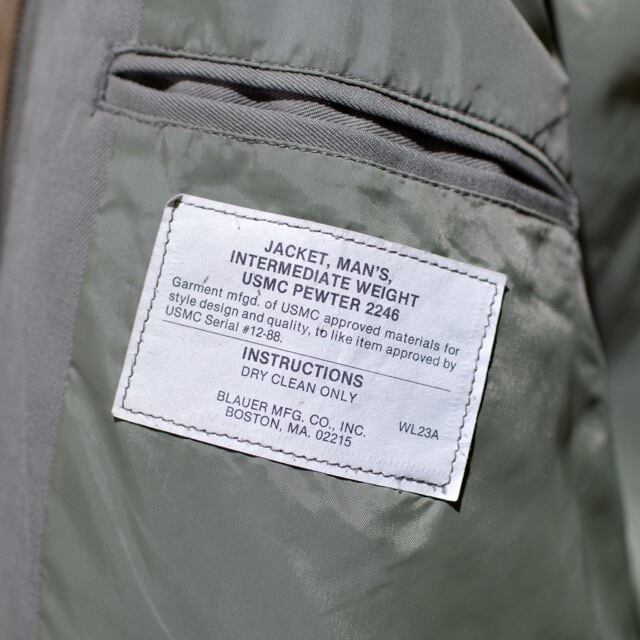 JACKET, MAN'S,
INTERMEDIATE WEIGHT
USMC PEWTER 2246
Garment mfgd. of USMC approved materials for
style design and quality, to like item approved by
USMC Serial #12-88.
INSTRUCTIONS
DRY CLEAN ONLY
BLAUER MFG. CO., INC.
BOSTON, MA. 02215
WL23A